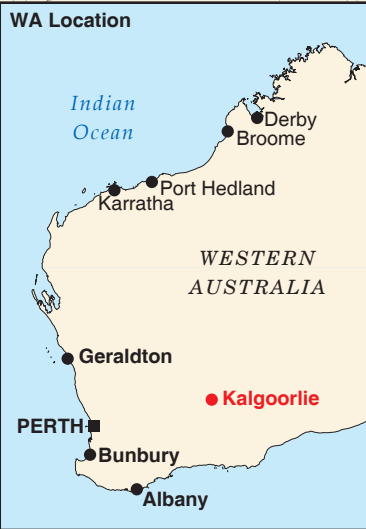 WA Location
Indian
Ocean
Derby
Broome
Port Hedland
Karratha
WESTERN
AUSTRALIA
Geraldton
Kalgoorlie
PERTH
Bunbury
Albany